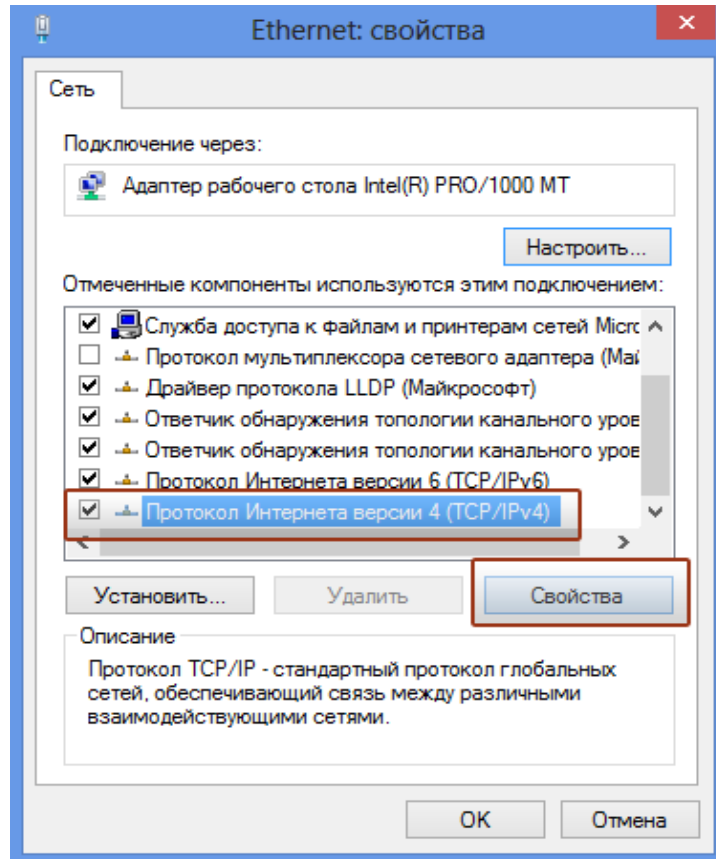 Ethernet: свойства
Сеть
Подключение через:
Адаптер рабочего стола Intel(R) PRO/1000 MT
Настроить...
Отмеченные компоненты используются этим подключением:
Служба доступа к файлам и принтерам сетей Micro
Протокол мультиплексора сетевого адаптера (Май
Драйвер протокола LLDP (Майкрософт)
Ответчик обнаружения топологии канального уров
Ответчик обнаружения топологии канального уров
Протокол Интернета версии 6 (TCP/IPv6)
Протокол Интернета версии 4 (TCP/IPv4)
Установить...
Удалить
Свойства
Описание
Протокол TCP/IP - стандартный протокол глобальных
сетей, обеспечивающий связь между различными
взаимодействующими сетями.
OK
Отмена